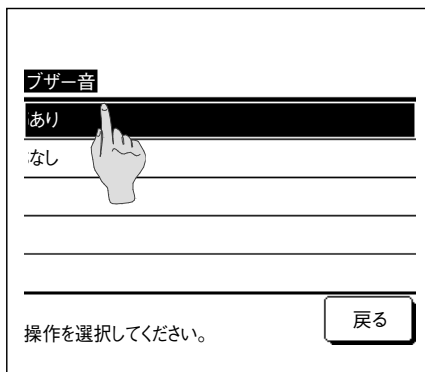 ブザー音
あり
なし
操作を選択してください。
戻る